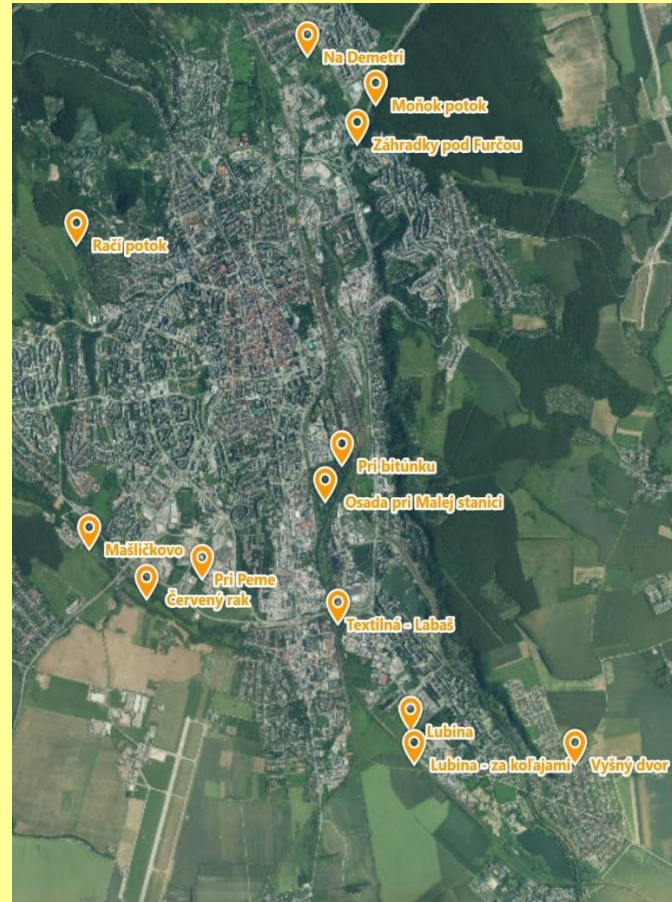 Na Demetri
Moňok potok
Záhradky pod Furčou
Račí potok
Pri bitúnku
Osada pri Malej stanici
Mašličkovo
Pri Peme
Červený rak
Textilná - Labaš
Lubina
Lubina - za koľajami
Vyšný dvor